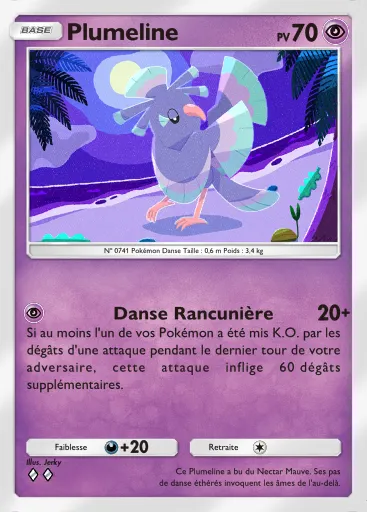 BASE
Plumeline
PV 70
N° 0741 Pokémon Danse Taille : 0,6 m Poids : 3,4 kg
Danse Rancunière 20+
Si au moins l'un de vos Pokémon a été mis K.O. par les
dégâts d'une attaque pendant le dernier tour de votre
adversaire, cette attaque inflige 60 dégâts
supplémentaires.
Faiblesse +20 Retraite
Illus. Jerky
Ce Plumeline a bu du Nectar Mauve. Ses pas
de danse éthérés invoquent les âmes de l'au-delà.